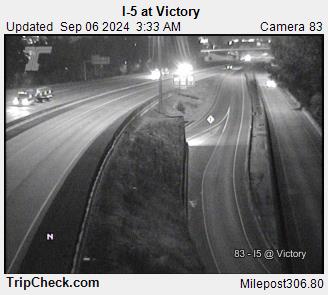 I-5 at Victory
Updated Sep 06 2024 3:33 AM Camera 83
N
83 - I5 @ Victory
TripCheck.com Milepost306.80